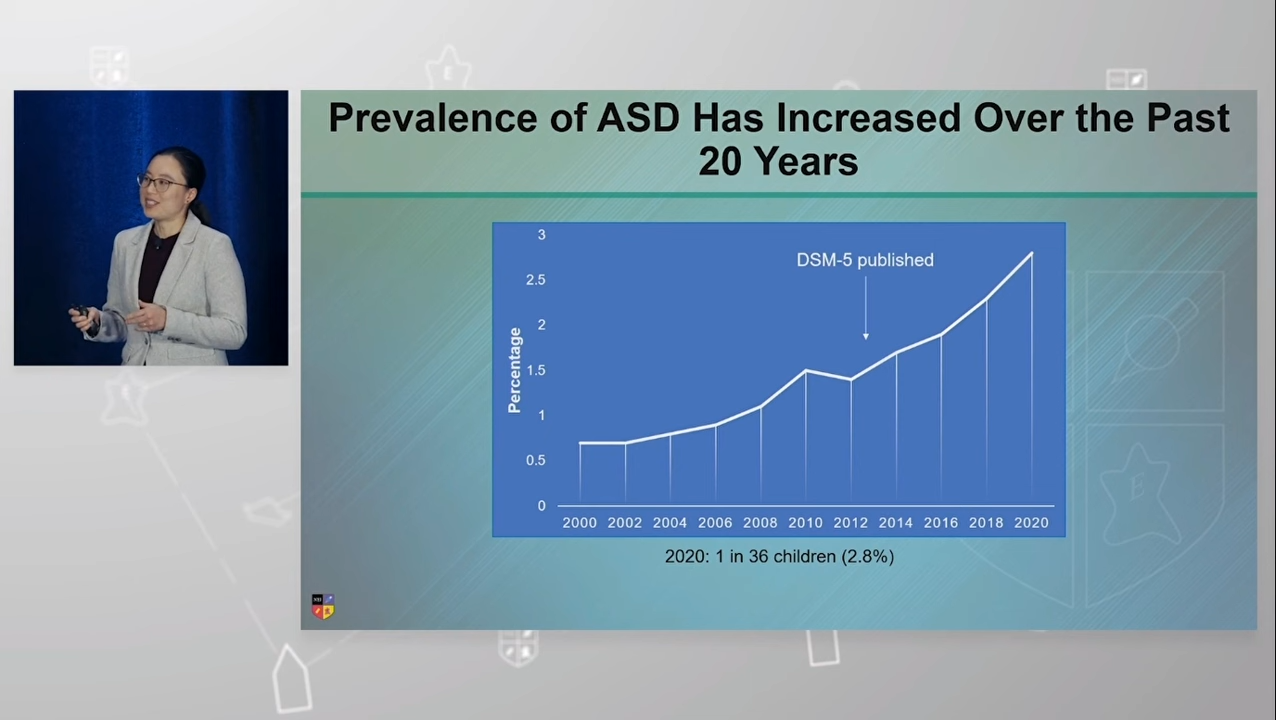 Prevalence of ASD Has Increased Over the Past
20 Years
3
2.5
2
1.5
1
0.5
0
Percentage
DSM-5 published
2000 2002 2004 2006 2008 2010 2012 2014 2016 2018 2020
2020: 1 in 36 children (2.8%)
E
E